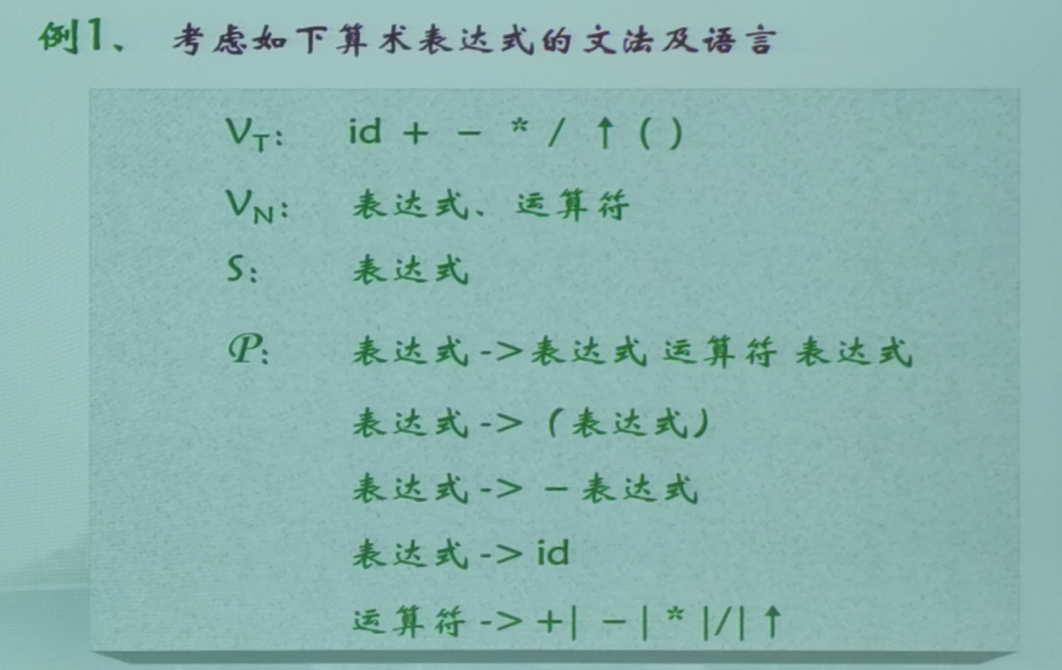 例1、 考虑如下算术表达式的文法及语言
VT: id + - * / ↑ ( )
VN: 表达式、运算符
S: 表达式
P: 表达式 -> 表达式 运算符 表达式
表达式 -> (表达式)
表达式 -> - 表达式
表达式 -> id
运算符 -> +| - | * |/| ↑